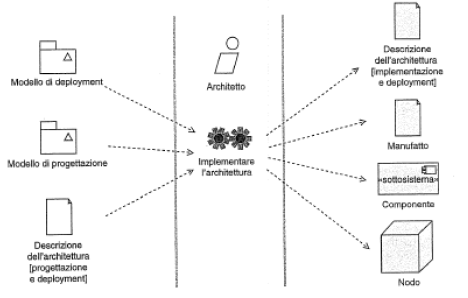 Modello di deployment
Modello di progettazione
Descrizione
dell'architettura
[progettazione
e deployment]
Architetto
Implementare
l'architettura
Descrizione
dell'architettura
[implementazione
e deployment]
Manufatto
«sottosistema»
Componente
Nodo